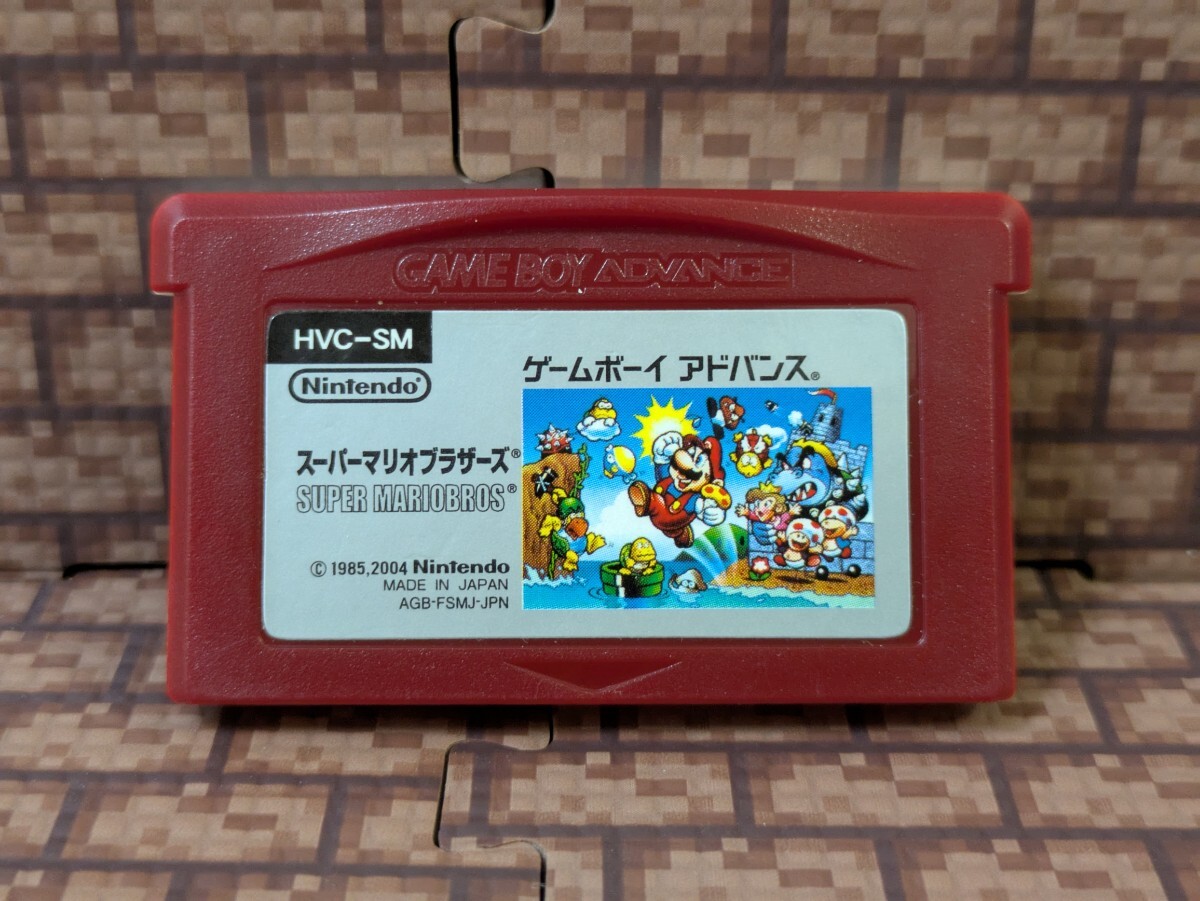 GAME BOY ADVANCE
HVC-SM
Nintendo®
ゲームボーイ アドバンス®
スーパーマリオブラザーズ®
SUPER MARIOBROS®
© 1985,2004 Nintendo
MADE IN JAPAN
AGB-FSMJ-JPN